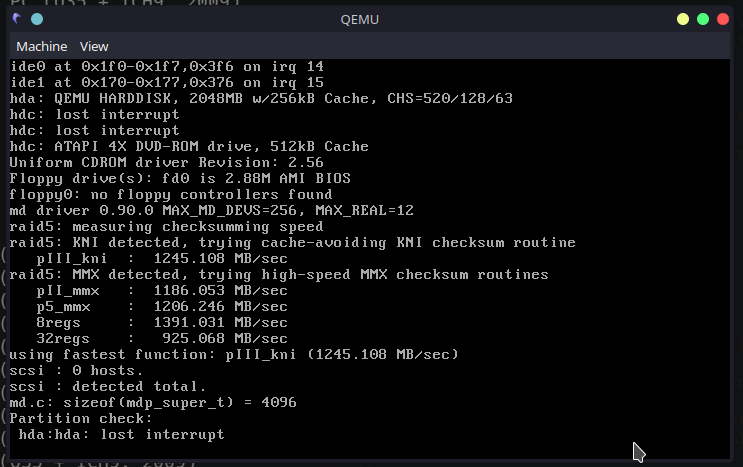 QEMU
Machine View
ide0 at 0x1f0-0x1f7,0x3f6 on irq 14
ide1 at 0x170-0x177,0x376 on irq 15
hda: QEMU HARDDISK, 2048MB w/256kB Cache, CHS=520/128/63
hdc: lost interrupt
hdc: lost interrupt
hdc: ATAPI 4X DVD-ROM drive, 512kB Cache
Uniform CDROM driver Revision: 2.56
Floppy drive(s): fd0 is 2.88M AMI BIOS
floppy0: no floppy controllers found
md driver 0.90.0 MAX_MD_DEVS=256, MAX_REAL=12
raid5: measuring checksumming speed
raid5: KNI detected, trying cache-avoiding KNI checksum routine
pIII_kni : 1245.108 MB/sec
raid5: MMX detected, trying high-speed MMX checksum routines
pII_mmx : 1186.053 MB/sec
p5_mmx : 1206.246 MB/sec
8regs : 1391.031 MB/sec
32regs : 925.068 MB/sec
using fastest function: pIII_kni (1245.108 MB/sec)
scsi : 0 hosts.
scsi : detected total.
md.c: sizeof(mdp_super_t) = 4096
Partition check:
hda:hda: lost interrupt